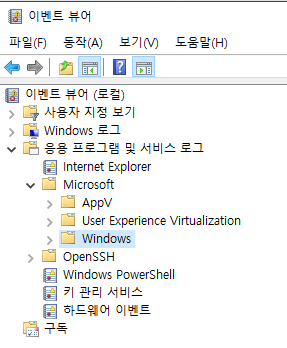 이벤트 뷰어
파일(F) 동작(A) 보기(V) 도움말(H)
이벤트 뷰어 (로컬)
사용자 지정 보기
Windows 로그
응용 프로그램 및 서비스 로그
Internet Explorer
Microsoft
AppV
User Experience Virtualization
Windows
OpenSSH
Windows PowerShell
키 관리 서비스
하드웨어 이벤트
구독